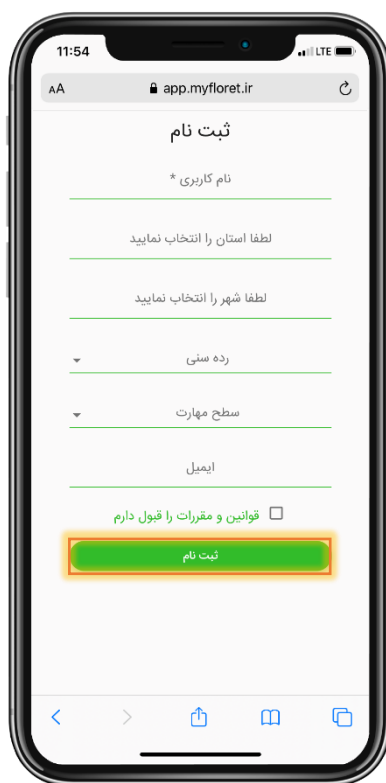 11:54
LTE
AA
app.myfloret.ir
ثبت نام
نام کاربری *
لطفا استان را انتخاب نمایید
لطفا شهر را انتخاب نمایید
رده سنی
سطح مهارت
ایمیل
قوانین و مقررات را قبول دارم
ثبت نام